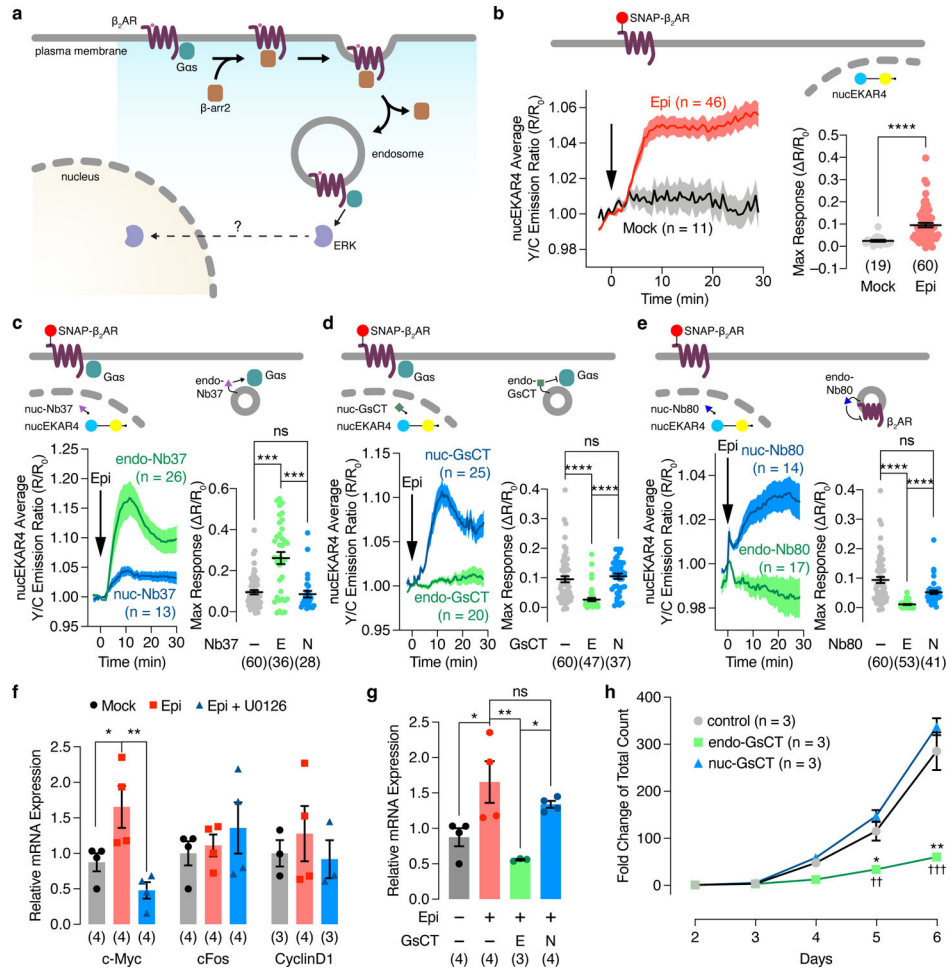 a
β₂AR
plasma membrane
Gαs
β-arr2
endosome
nucleus
?
ERK
b
SNAP-β₂AR
nucEKAR4
nucEKAR4 Average
Y/C Emission Ratio (R/R₀)
1.06
1.04
1.02
1.00
0.98
Epi (n = 46)
Mock (n = 11)
0 10 20 30
Time (min)
Max Response (ΔR/R₀)
0.5
0.4
0.3
0.2
0.1
0.0
−0.1
****
(19) (60)
Mock Epi
c
SNAP-β₂AR
Gαs
nuc-Nb37
nucEKAR4
endo-
Nb37
Gαs
nucEKAR4 Average
Y/C Emission Ratio (R/R₀)
1.25
1.20
1.15
1.10
1.05
1.00
0.95
Epi
endo-Nb37
(n = 26)
nuc-Nb37
(n = 13)
0 10 20 30
Time (min)
Max Response (ΔR/R₀)
0.8
0.6
0.4
0.2
0.0
ns
*** ***
Nb37 – E N
(60)(36)(28)
d
SNAP-β₂AR
Gαs
nuc-GsCT
nucEKAR4
endo-
GsCT
Gαs
nucEKAR4 Average
Y/C Emission Ratio (R/R₀)
1.15
1.10
1.05
1.00
0.95
Epi
nuc-GsCT
(n = 25)
endo-GsCT
(n = 20)
0 10 20 30
Time (min)
Max Response (ΔR/R₀)
0.5
0.4
0.3
0.2
0.1
0.0
ns
**** ****
GsCT – E N
(60)(47)(37)
e
SNAP-β₂AR
nuc-Nb80
nucEKAR4
endo-
Nb80
β₂AR
nucEKAR4 Average
Y/C Emission Ratio (R/R₀)
1.06
1.04
1.02
1.00
0.98
Epi
nuc-Nb80
(n = 14)
endo-Nb80
(n = 17)
0 10 20 30
Time (min)
Max Response (ΔR/R₀)
0.5
0.4
0.3
0.2
0.1
0.0
ns
**** ****
Nb80 – E N
(60)(53)(41)
f
Mock Epi Epi + U0126
Relative mRNA Expression
2.5
2.0
1.5
1.0
0.5
0.0
* **
(4) (4) (4) (4) (4) (4) (3) (4) (3)
c-Myc cFos CyclinD1
g
Relative mRNA Expression
2.5
2.0
1.5
1.0
0.5
0.0
ns
* ** *
Epi – + + +
GsCT – – E N
(4) (4) (3) (4)
h
Fold Change of Total Count
400
300
200
100
0
control (n = 3)
endo-GsCT (n = 3)
nuc-GsCT (n = 3)
* **
†† †††
2 3 4 5 6
Days